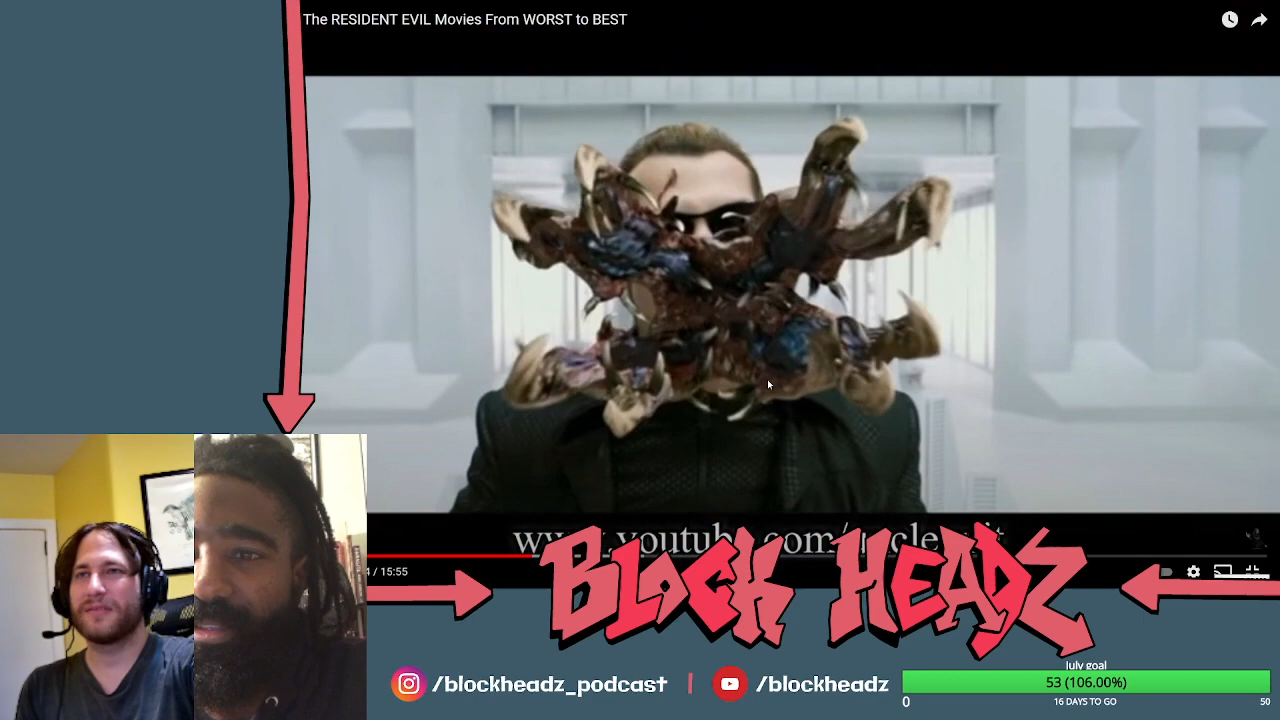 The RESIDENT EVIL Movies From WORST to BEST
4 / 15:55
BLOCK HEADZ
/blockheadz_podcast | /blockheadz
July goal
53 (106.00%)
0 16 DAYS TO GO 50